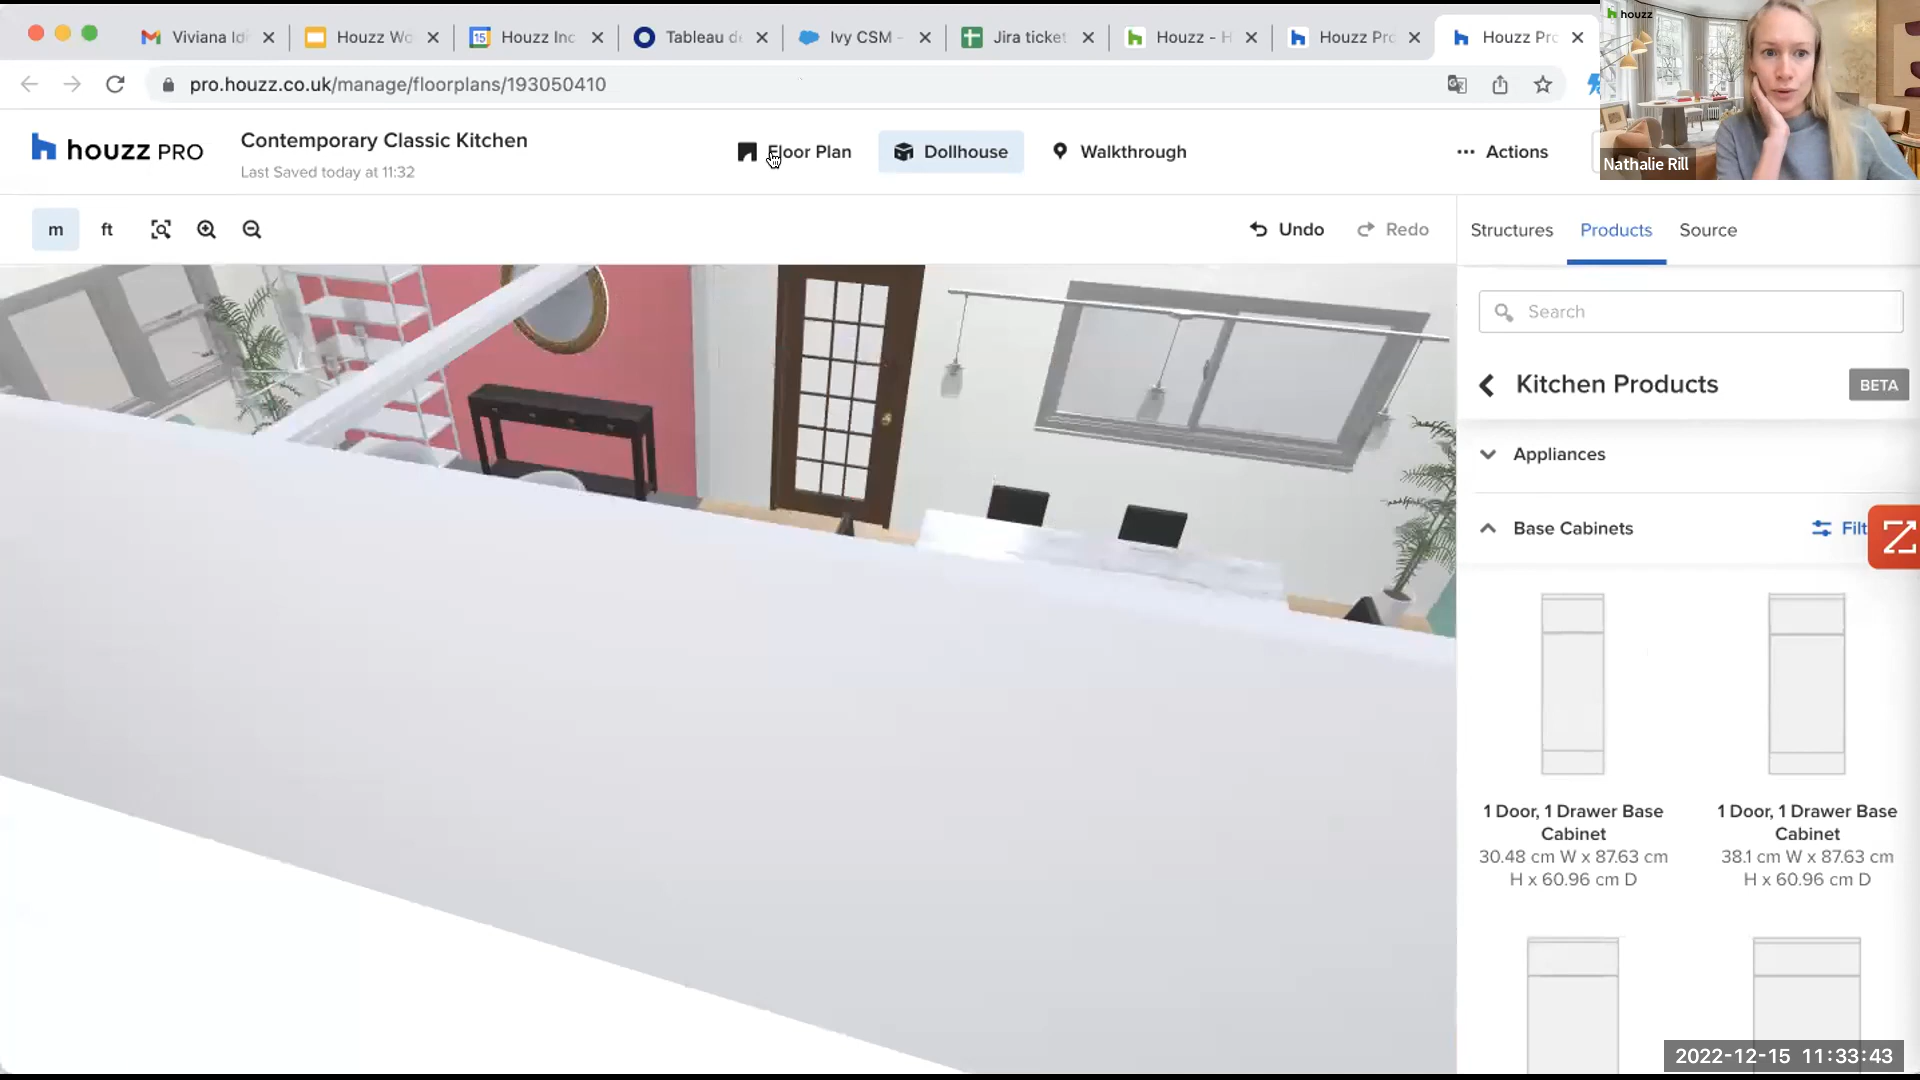 Viviana Id
Houzz Wo
Houzz Inc
Tableau d
Ivy CSM -
Jira ticket
Houzz - H
Houzz Pro
Houzz Pro
15
pro.houzz.co.uk/manage/floorplans/193050410
houzz
Nathalie Rill
houzz PRO
Contemporary Classic Kitchen
Last Saved today at 11:32
Floor Plan
Dollhouse
Walkthrough
Actions
m
ft
Undo
Redo
Structures
Products
Source
Search
Kitchen Products
BETA
Appliances
Base Cabinets
Filt
1 Door, 1 Drawer Base
Cabinet
30.48 cm W x 87.63 cm
H x 60.96 cm D
1 Door, 1 Drawer Base
Cabinet
38.1 cm W x 87.63 cm
H x 60.96 cm D
2022-12-15 11:33:43